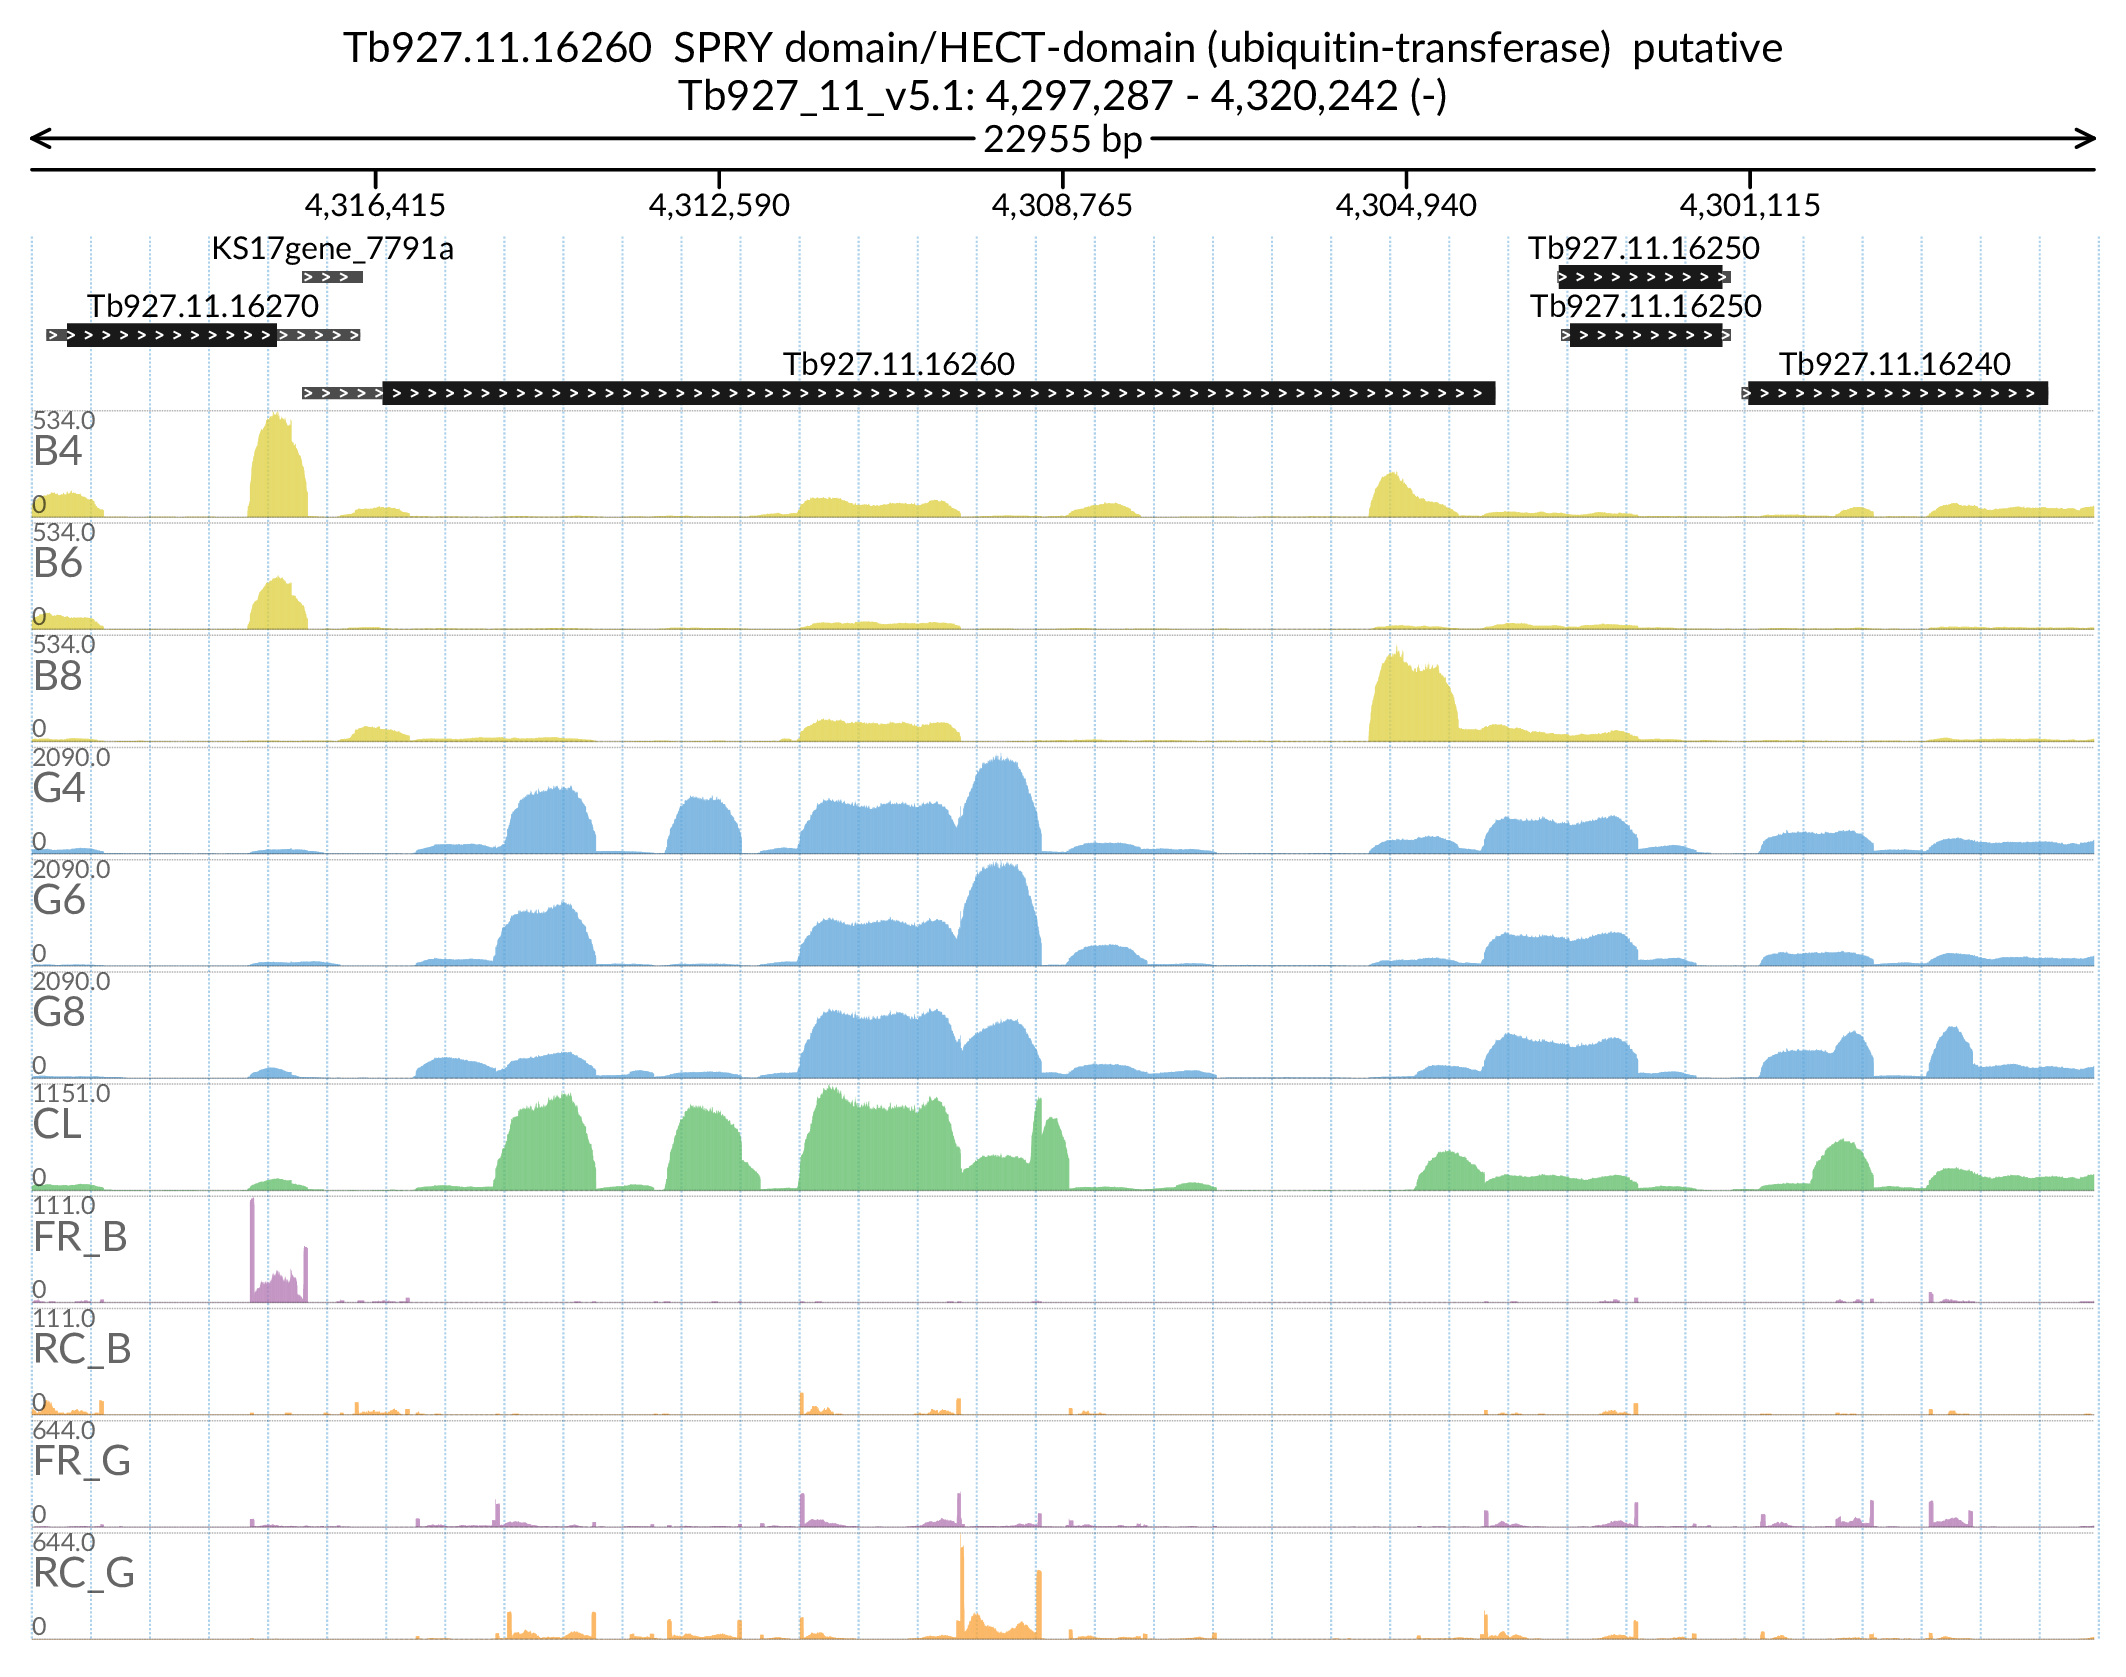 Tb927.11.16260  SPRY domain/HECT-domain (ubiquitin-transferase)  putative
Tb927_11_v5.1: 4,297,287 - 4,320,242 (-)
22955 bp
4,316,415 4,312,590 4,308,765 4,304,940 4,301,115
KS17gene_7791a Tb927.11.16250
Tb927.11.16270 Tb927.11.16250
Tb927.11.16260 Tb927.11.16240
534.0
B4
0
534.0
B6
0
534.0
B8
0
2090.0
G4
0
2090.0
G6
0
2090.0
G8
0
1151.0
CL
0
111.0
FR_B
0
111.0
RC_B
0
644.0
FR_G
0
644.0
RC_G
0